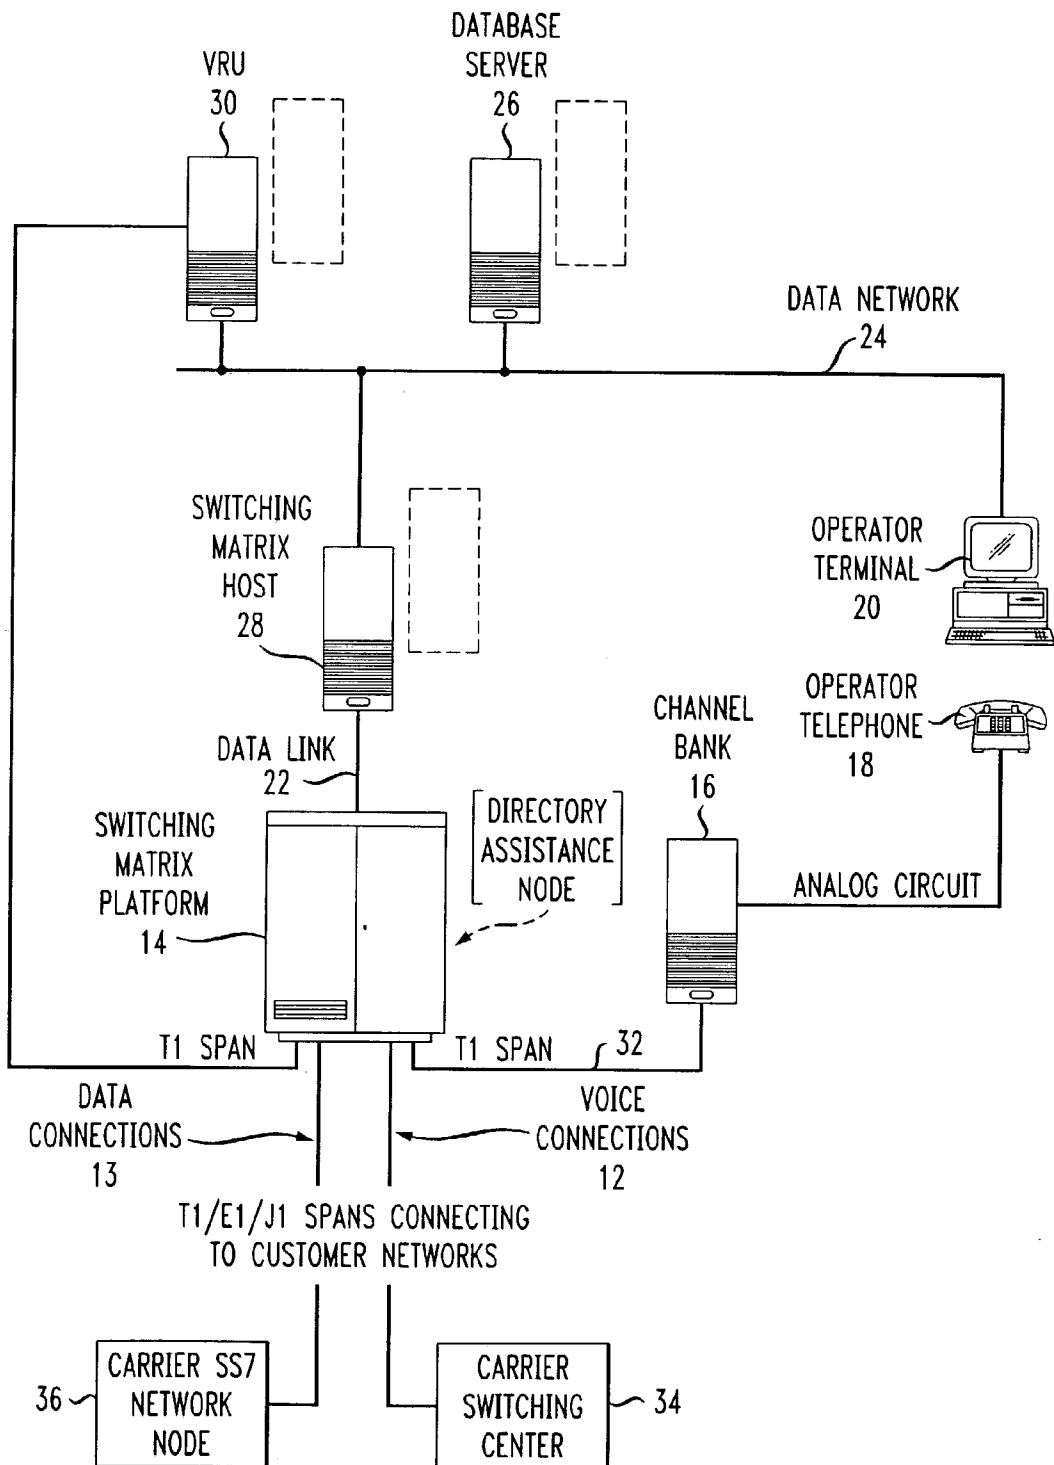 DATABASE
SERVER
26
VRU
30
DATA NETWORK
24
SWITCHING
MATRIX
HOST
28
OPERATOR
TERMINAL
20
OPERATOR
TELEPHONE
18
CHANNEL
BANK
16
DATA LINK
22
SWITCHING
MATRIX
PLATFORM
14
DIRECTORY
ASSISTANCE
NODE
ANALOG CIRCUIT
T1 SPAN
T1 SPAN
32
DATA
CONNECTIONS
13
VOICE
CONNECTIONS
12
T1/E1/J1 SPANS CONNECTING
TO CUSTOMER NETWORKS
36
CARRIER SS7
NETWORK
NODE
CARRIER
SWITCHING
CENTER
34